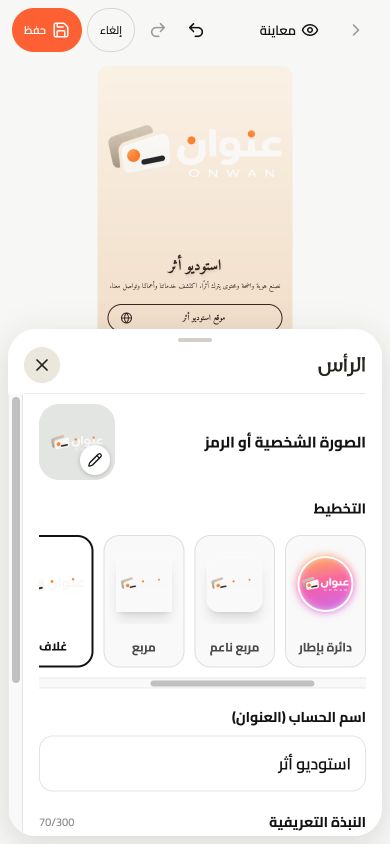 معاينة
إلغاء
حفظ
عنوان
ONWAN
استوديو أثر
نصنع هوية واضحة ومحتوى يترك أثرًا، اكتشف خدماتنا وأعمالنا وتواصل معنا.
موقع استوديو أثر
الرأس
الصورة الشخصية أو الرمز
عنوان
التخطيط
عنوان
دائرة بإطار
مربع ناعم
مربع
غلاف
اسم الحساب (العنوان)
استوديو أثر
النبذة التعريفية
70/300